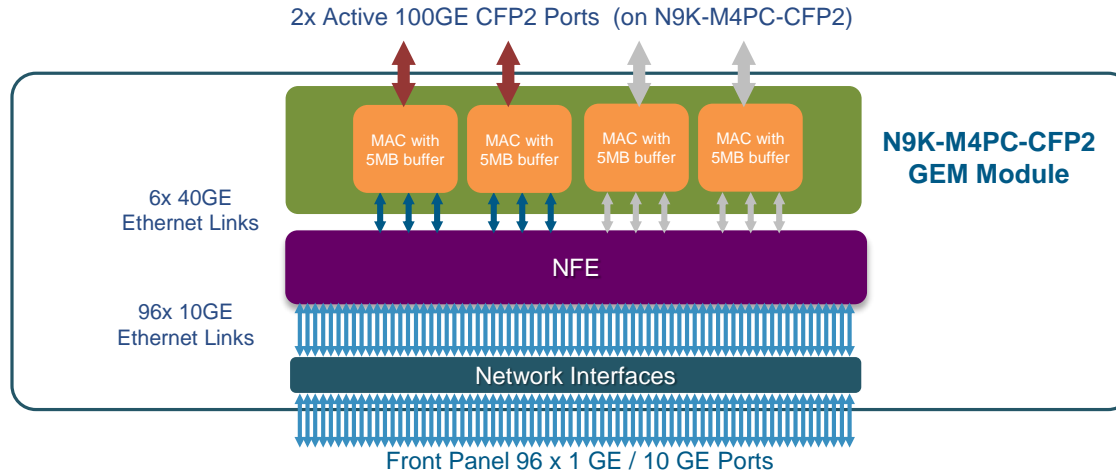 2x Active 100GE CFP2 Ports  (on N9K-M4PC-CFP2)
MAC with
5MB buffer
MAC with
5MB buffer
MAC with
5MB buffer
MAC with
5MB buffer
N9K-M4PC-CFP2
GEM Module
6x 40GE
Ethernet Links
NFE
96x 10GE
Ethernet Links
Network Interfaces
Front Panel 96 x 1 GE / 10 GE Ports